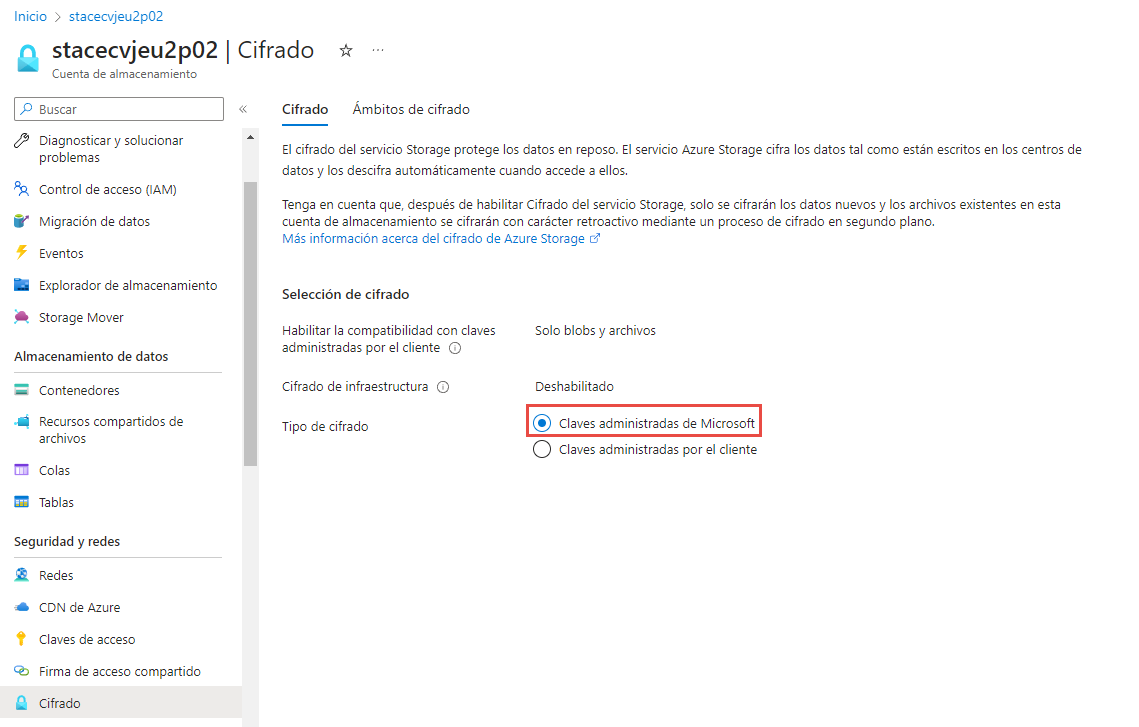 Inicio > stacecvjeu2p02
stacecvjeu2p02 | Cifrado
Cuenta de almacenamiento
Buscar
Diagnosticar y solucionar
problemas
Control de acceso (IAM)
Migración de datos
Eventos
Explorador de almacenamiento
Storage Mover
Almacenamiento de datos
Contenedores
Recursos compartidos de
archivos
Colas
Tablas
Seguridad y redes
Redes
CDN de Azure
Claves de acceso
Firma de acceso compartido
Cifrado
Cifrado Ámbitos de cifrado
El cifrado del servicio Storage protege los datos en reposo. El servicio Azure Storage cifra los datos tal como están escritos en los centros de
datos y los descifra automáticamente cuando accede a ellos.
Tenga en cuenta que, después de habilitar Cifrado del servicio Storage, solo se cifrarán los datos nuevos y los archivos existentes en esta
cuenta de almacenamiento se cifrarán con carácter retroactivo mediante un proceso de cifrado en segundo plano.
Más información acerca del cifrado de Azure Storage
Selección de cifrado
Habilitar la compatibilidad con claves
administradas por el cliente
Solo blobs y archivos
Cifrado de infraestructura
Deshabilitado
Tipo de cifrado
Claves administradas de Microsoft
Claves administradas por el cliente